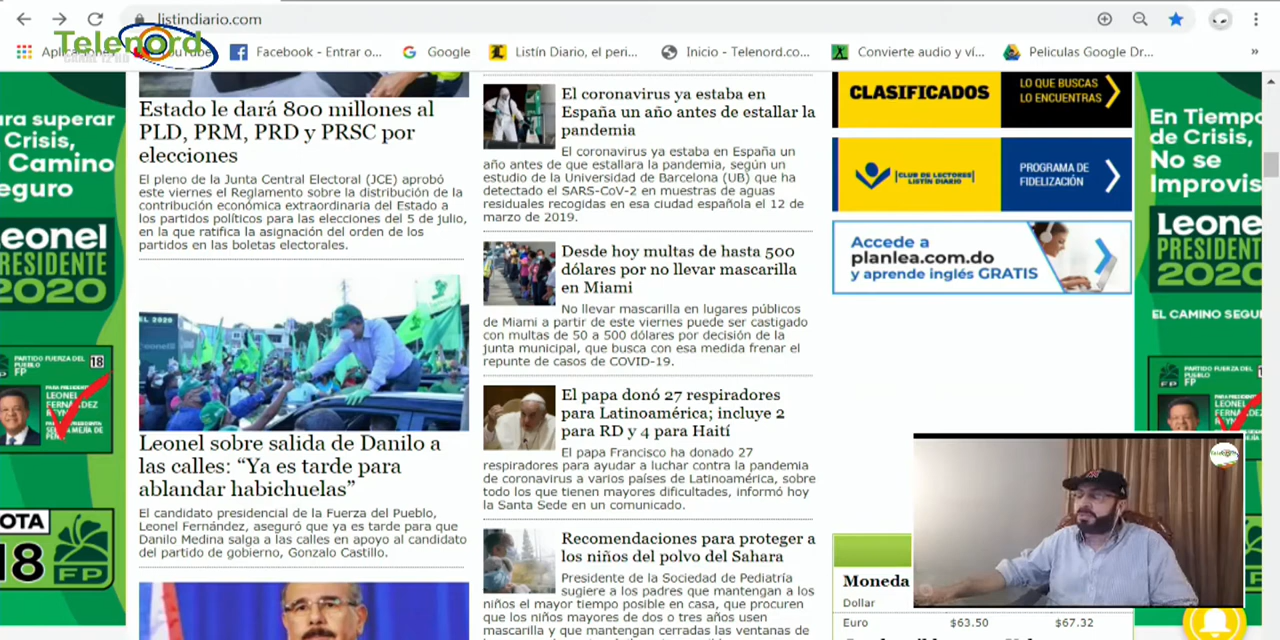 listindiario.com
Telenord
CANAL 12 RD
Aplicaciones
YouTube
Facebook - Entrar o...
Google
Listín Diario, el peri...
Inicio - Telenord.co...
Convierte audio y ví...
Peliculas Google Dr...
»
ara superar
Crisis,
l Camino
eguro
eonel
PRESIDENTE
2020
PARTIDO FUERZA DEL
PUEBLO
FP
18
OTA
18
FP
Estado le dará 800 millones al
PLD, PRM, PRD y PRSC por
elecciones
El pleno de la Junta Central Electoral (JCE) aprobó
este viernes el Reglamento sobre la distribución de la
contribución económica extraordinaria del Estado a
los partidos políticos para las elecciones del 5 de julio,
en la que ratifica la asignación del orden de los
partidos en las boletas electorales.
Leonel sobre salida de Danilo a
las calles: “Ya es tarde para
ablandar habichuelas”
El candidato presidencial de la Fuerza del Pueblo,
Leonel Fernández, aseguró que ya es tarde para que
Danilo Medina salga a las calles en apoyo al candidato
del partido de gobierno, Gonzalo Castillo.
El coronavirus ya estaba en
España un año antes de estallar la
pandemia
El coronavirus ya estaba en España un
año antes de que estallara la pandemia, según un
estudio de la Universidad de Barcelona (UB) que ha
detectado el SARS-CoV-2 en muestras de aguas
residuales recogidas en esa ciudad española el 12 de
marzo de 2019.
Desde hoy multas de hasta 500
dólares por no llevar mascarilla
en Miami
No llevar mascarilla en lugares públicos
de Miami a partir de este viernes puede ser castigado
con multas de 50 a 500 dólares por decisión de la
junta municipal, que busca con esa medida frenar el
repunte de casos de COVID-19.
El papa donó 27 respiradores
para Latinoamérica; incluye 2
para RD y 4 para Haití
El papa Francisco ha donado 27
respiradores para ayudar a luchar contra la pandemia
de coronavirus a varios países de Latinoamérica, sobre
todo los que tienen mayores dificultades, informó hoy
la Santa Sede en un comunicado.
Recomendaciones para proteger a
los niños del polvo del Sahara
Presidente de la Sociedad de Pediatría
sugiere a los padres que mantengan a los
niños el mayor tiempo posible en casa, que procuren
que los niños mayores de dos o tres años usen
mascarilla y que mantengan cerradas las ventanas de
CLASIFICADOS
LO QUE BUSCAS
LO ENCUENTRAS
CLUB DE LECTORES
LISTÍN DIARIO
PROGRAMA DE
FIDELIZACIÓN
Accede a
planlea.com.do
y aprende inglés GRATIS
Moneda
Dollar
Euro $63.50 $67.32
En Tiempo
de Crisis,
No se
Improvis
Leone
PRESIDEN
2020
EL CAMINO SEGU
PARTIDO FUERZA DEL
PUEBLO
FP